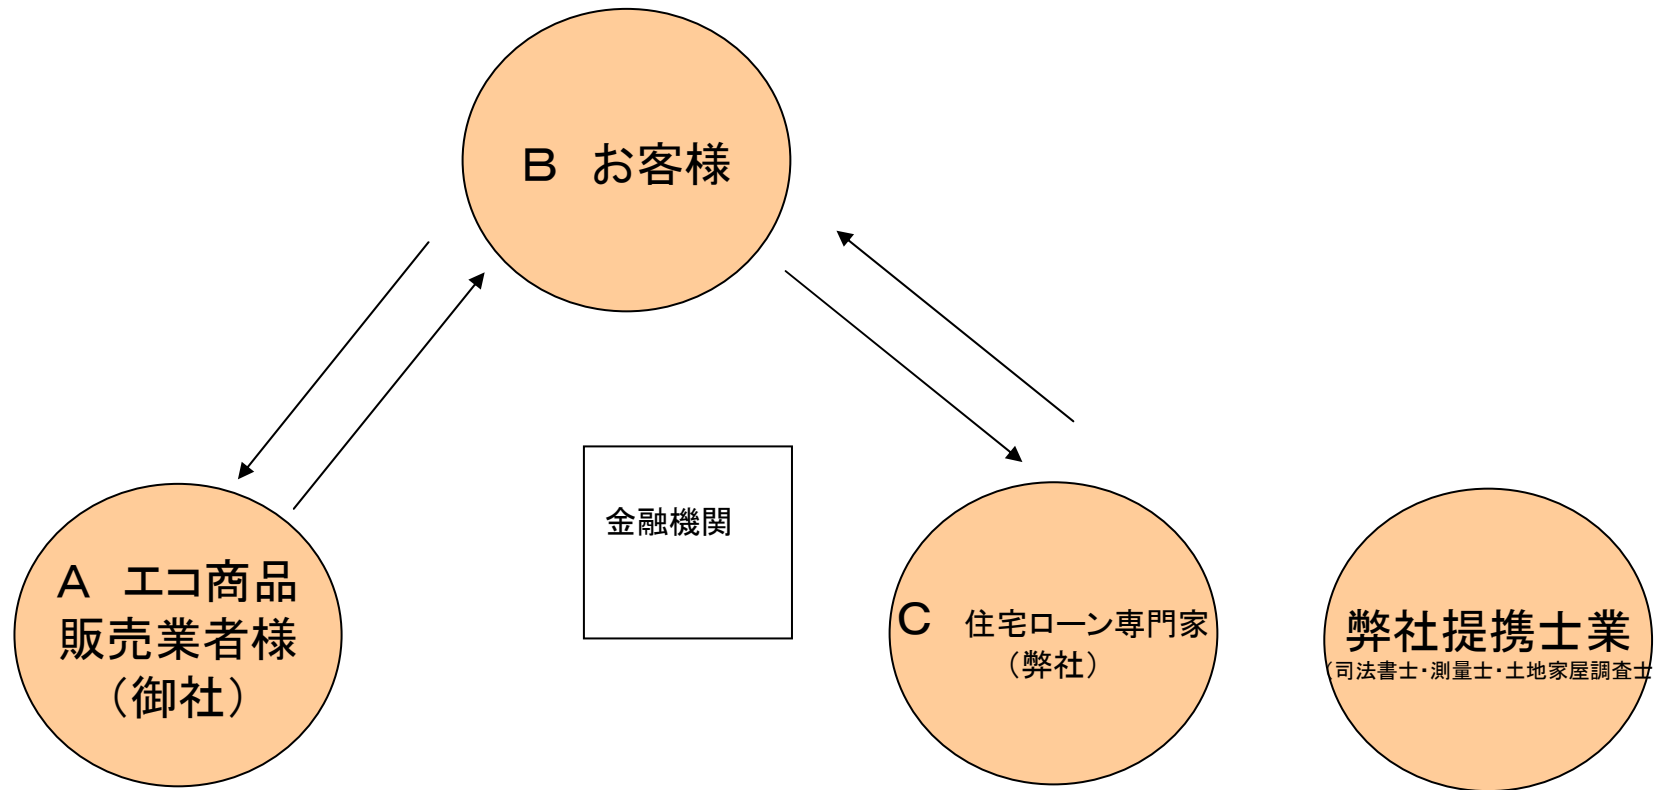 B　お客様
金融機関
A　エコ商品
販売業者様
（御社）
C　住宅ローン専門家
（弊社）
弊社提携士業
（司法書士・測量士・土地家屋調査士